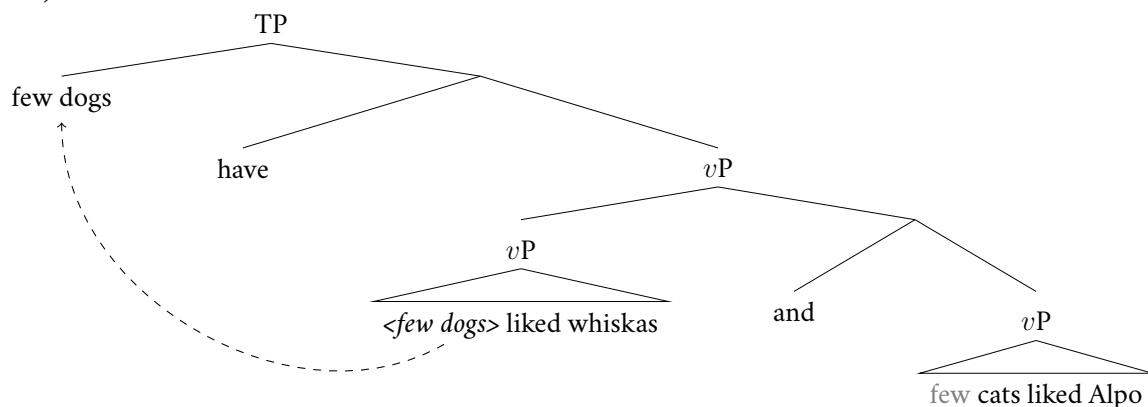 TP
few dogs
have
vP
vP
<few dogs> liked whiskas
and
vP
few cats liked Alpo